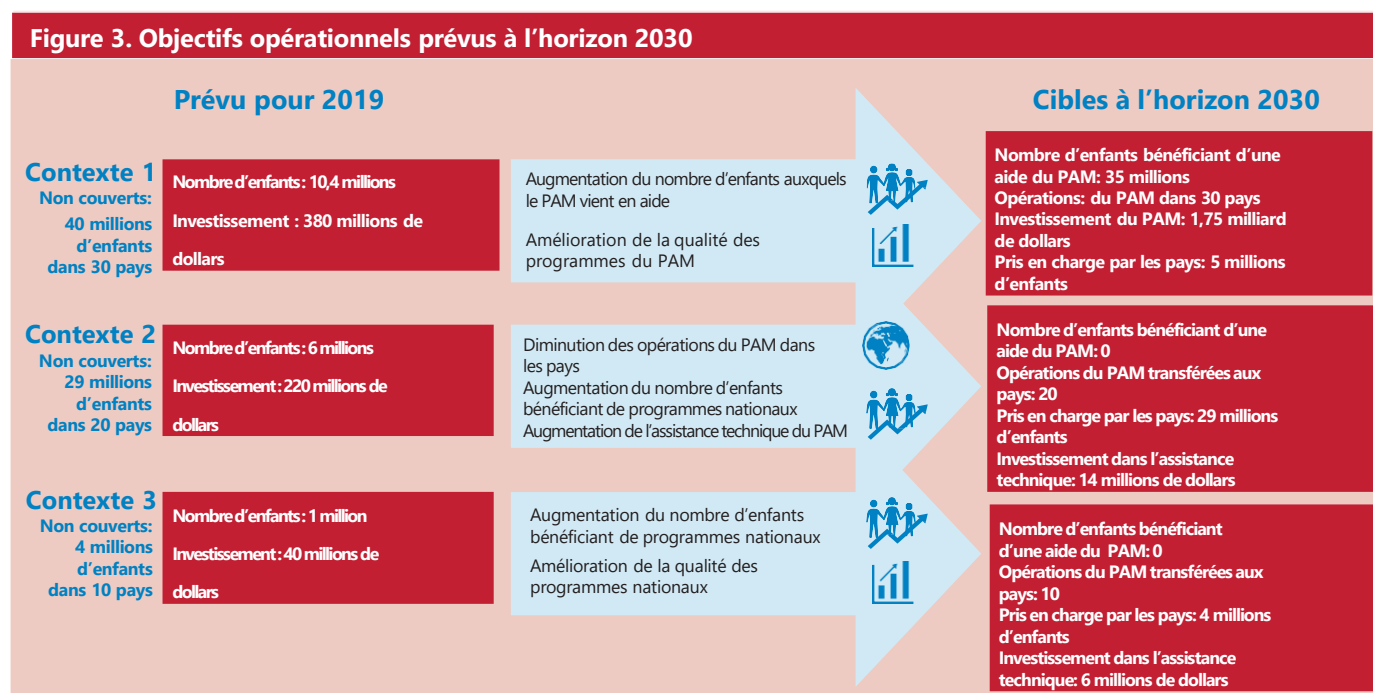 Figure 3. Objectifs opérationnels prévus à l’horizon 2030
Prévu pour 2019
Cibles à l’horizon 2030
Contexte 1
Non couverts:
40 millions
d’enfants
dans 30 pays
Nombre d’enfants : 10,4 millions
Investissement : 380 millions de
dollars
Augmentation du nombre d’enfants auxquels
le PAM vient en aide
Amélioration de la qualité des
programmes du PAM
Nombre d’enfants bénéficiant d’une
aide du PAM: 35 millions
Opérations: du PAM dans 30 pays
Investissement du PAM: 1,75 milliard
de dollars
Pris en charge par les pays: 5 millions
d’enfants
Contexte 2
Non couverts:
29 millions
d’enfants
dans 20 pays
Nombre d’enfants : 6 millions
Investissement : 220 millions de
dollars
Diminution des opérations du PAM dans
les pays
Augmentation du nombre d’enfants
bénéficiant de programmes nationaux
Augmentation de l’assistance technique du PAM
Nombre d’enfants bénéficiant d’une
aide du PAM: 0
Opérations du PAM transférées aux
pays: 20
Pris en charge par les pays: 29 millions
d’enfants
Investissement dans l’assistance
technique: 14 millions de dollars
Contexte 3
Non couverts:
4 millions
d’enfants
dans 10 pays
Nombre d’enfants : 1 million
Investissement : 40 millions de
dollars
Augmentation du nombre d’enfants
bénéficiant de programmes nationaux
Amélioration de la qualité des
programmes nationaux
Nombre d’enfants bénéficiant
d’une aide du PAM: 0
Opérations du PAM transférées aux
pays: 10
Pris en charge par les pays: 4 millions
d’enfants
Investissement dans l’assistance
technique: 6 millions de dollars